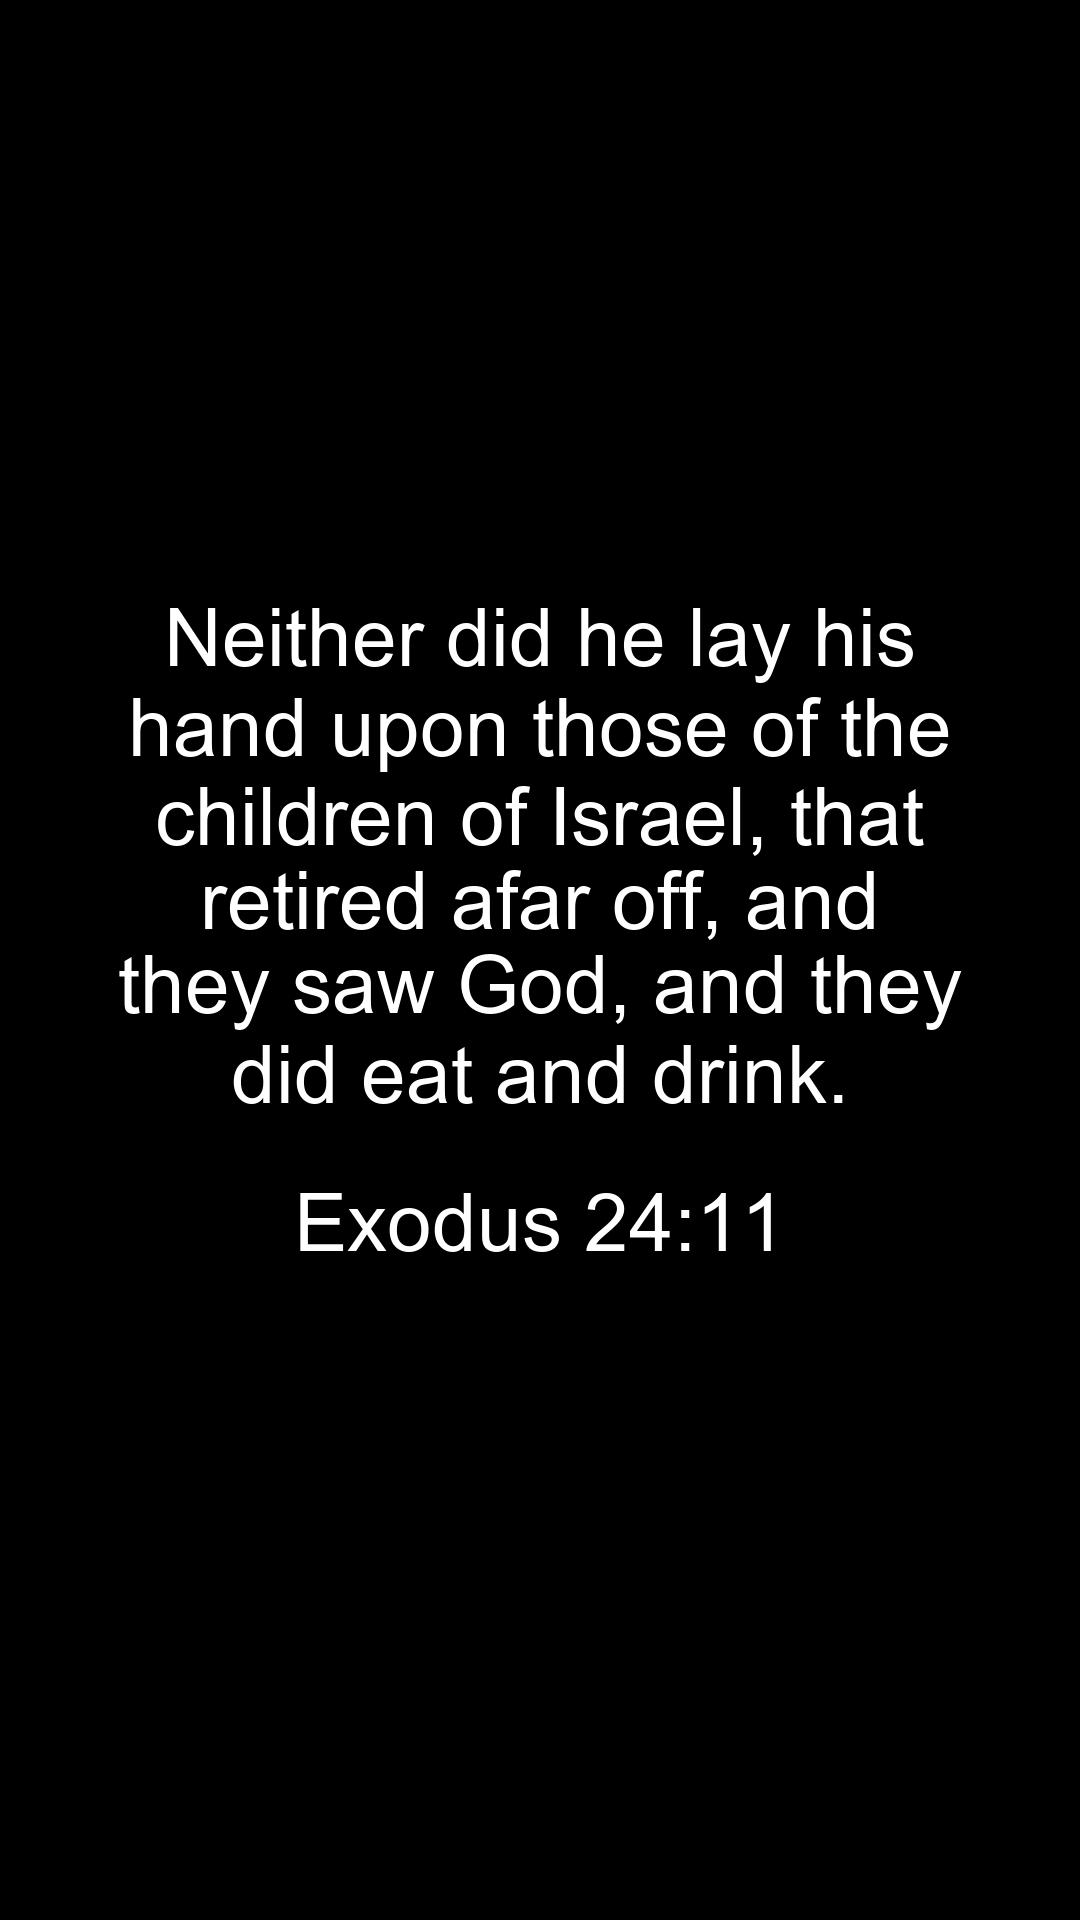 Neither did he lay his
hand upon those of the
children of Israel, that
retired afar off, and
they saw God, and they
did eat and drink.
Exodus 24:11